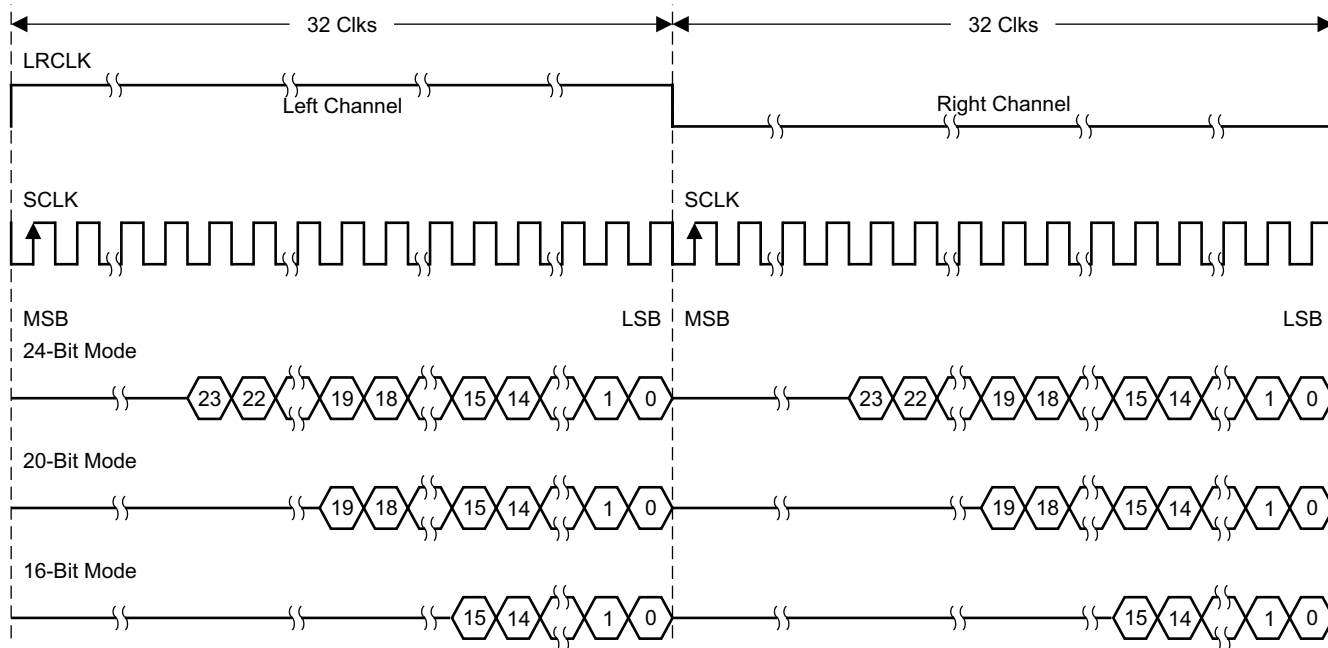 32 Clks 32 Clks
LRCLK
Left Channel Right Channel
SCLK SCLK
MSB LSB MSB LSB
24-Bit Mode
23 22 19 18 15 14 1 0 23 22 19 18 15 14 1 0
20-Bit Mode
19 18 15 14 1 0 19 18 15 14 1 0
16-Bit Mode
15 14 1 0 15 14 1 0